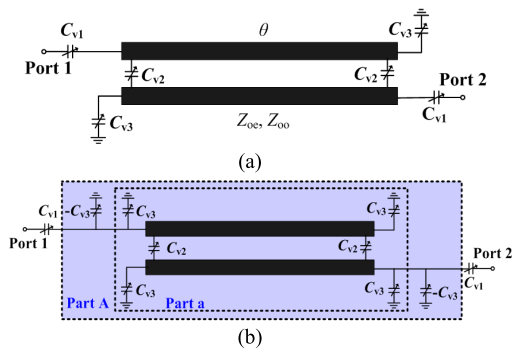 C_v1 θ C_v3
Port 1
C_v2 C_v2 Port 2
C_v3 Z_oe, Z_oo C_v1
(a)
C_v1 -C_v3 C_v3 C_v3
Port 1
C_v2 C_v2 Port 2
C_v3 C_v3 -C_v3 C_v1
Part A Part a
(b)